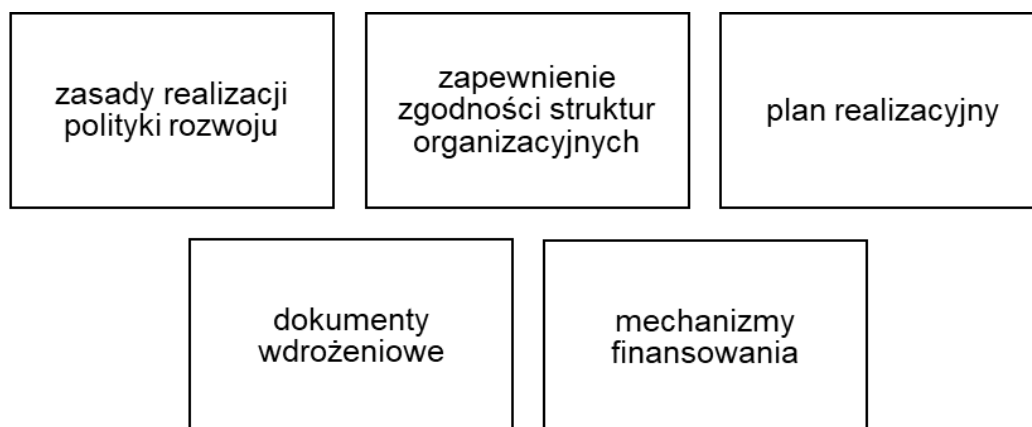 zasady realizacji
polityki rozwoju
zapewnienie
zgodności struktur
organizacyjnych
plan realizacyjny
dokumenty
wdrożeniowe
mechanizmy
finansowania